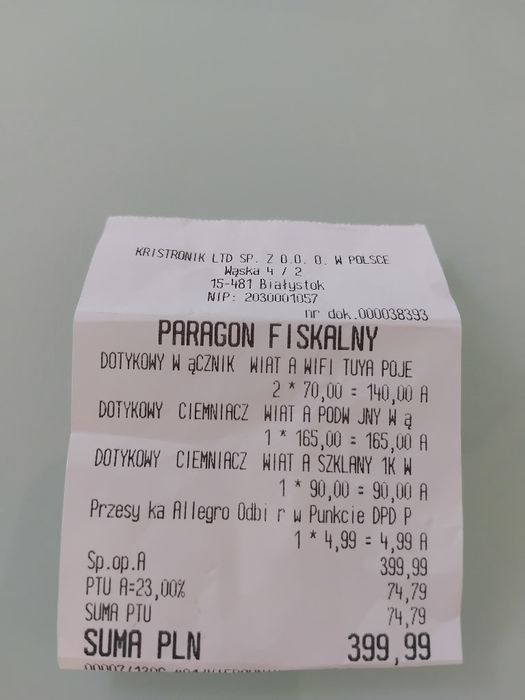 KRISTRONIK LTD SP. Z O.O. O. W POLSCE
Wąska 4 / 2
15-481 Białystok
NIP: 2030001057
nr dok.000038393
PARAGON FISKALNY
DOTYKOWY W ąCZNIK WIAT A WIFI TUYA POJE
2 * 70,00 = 140,00 A
DOTYKOWY CIEMNIACZ WIAT A PODW JNY W ą
1 * 165,00 = 165,00 A
DOTYKOWY CIEMNIACZ WIAT A SZKLANY 1K W
1 * 90,00 = 90,00 A
Przesy ka Allegro Odbi r w Punkcie DPD P
1 * 4,99 = 4,99 A
Sp.op.A 399,99
PTU A=23,00% 74,79
SUMA PTU 74,79
SUMA PLN 399,99